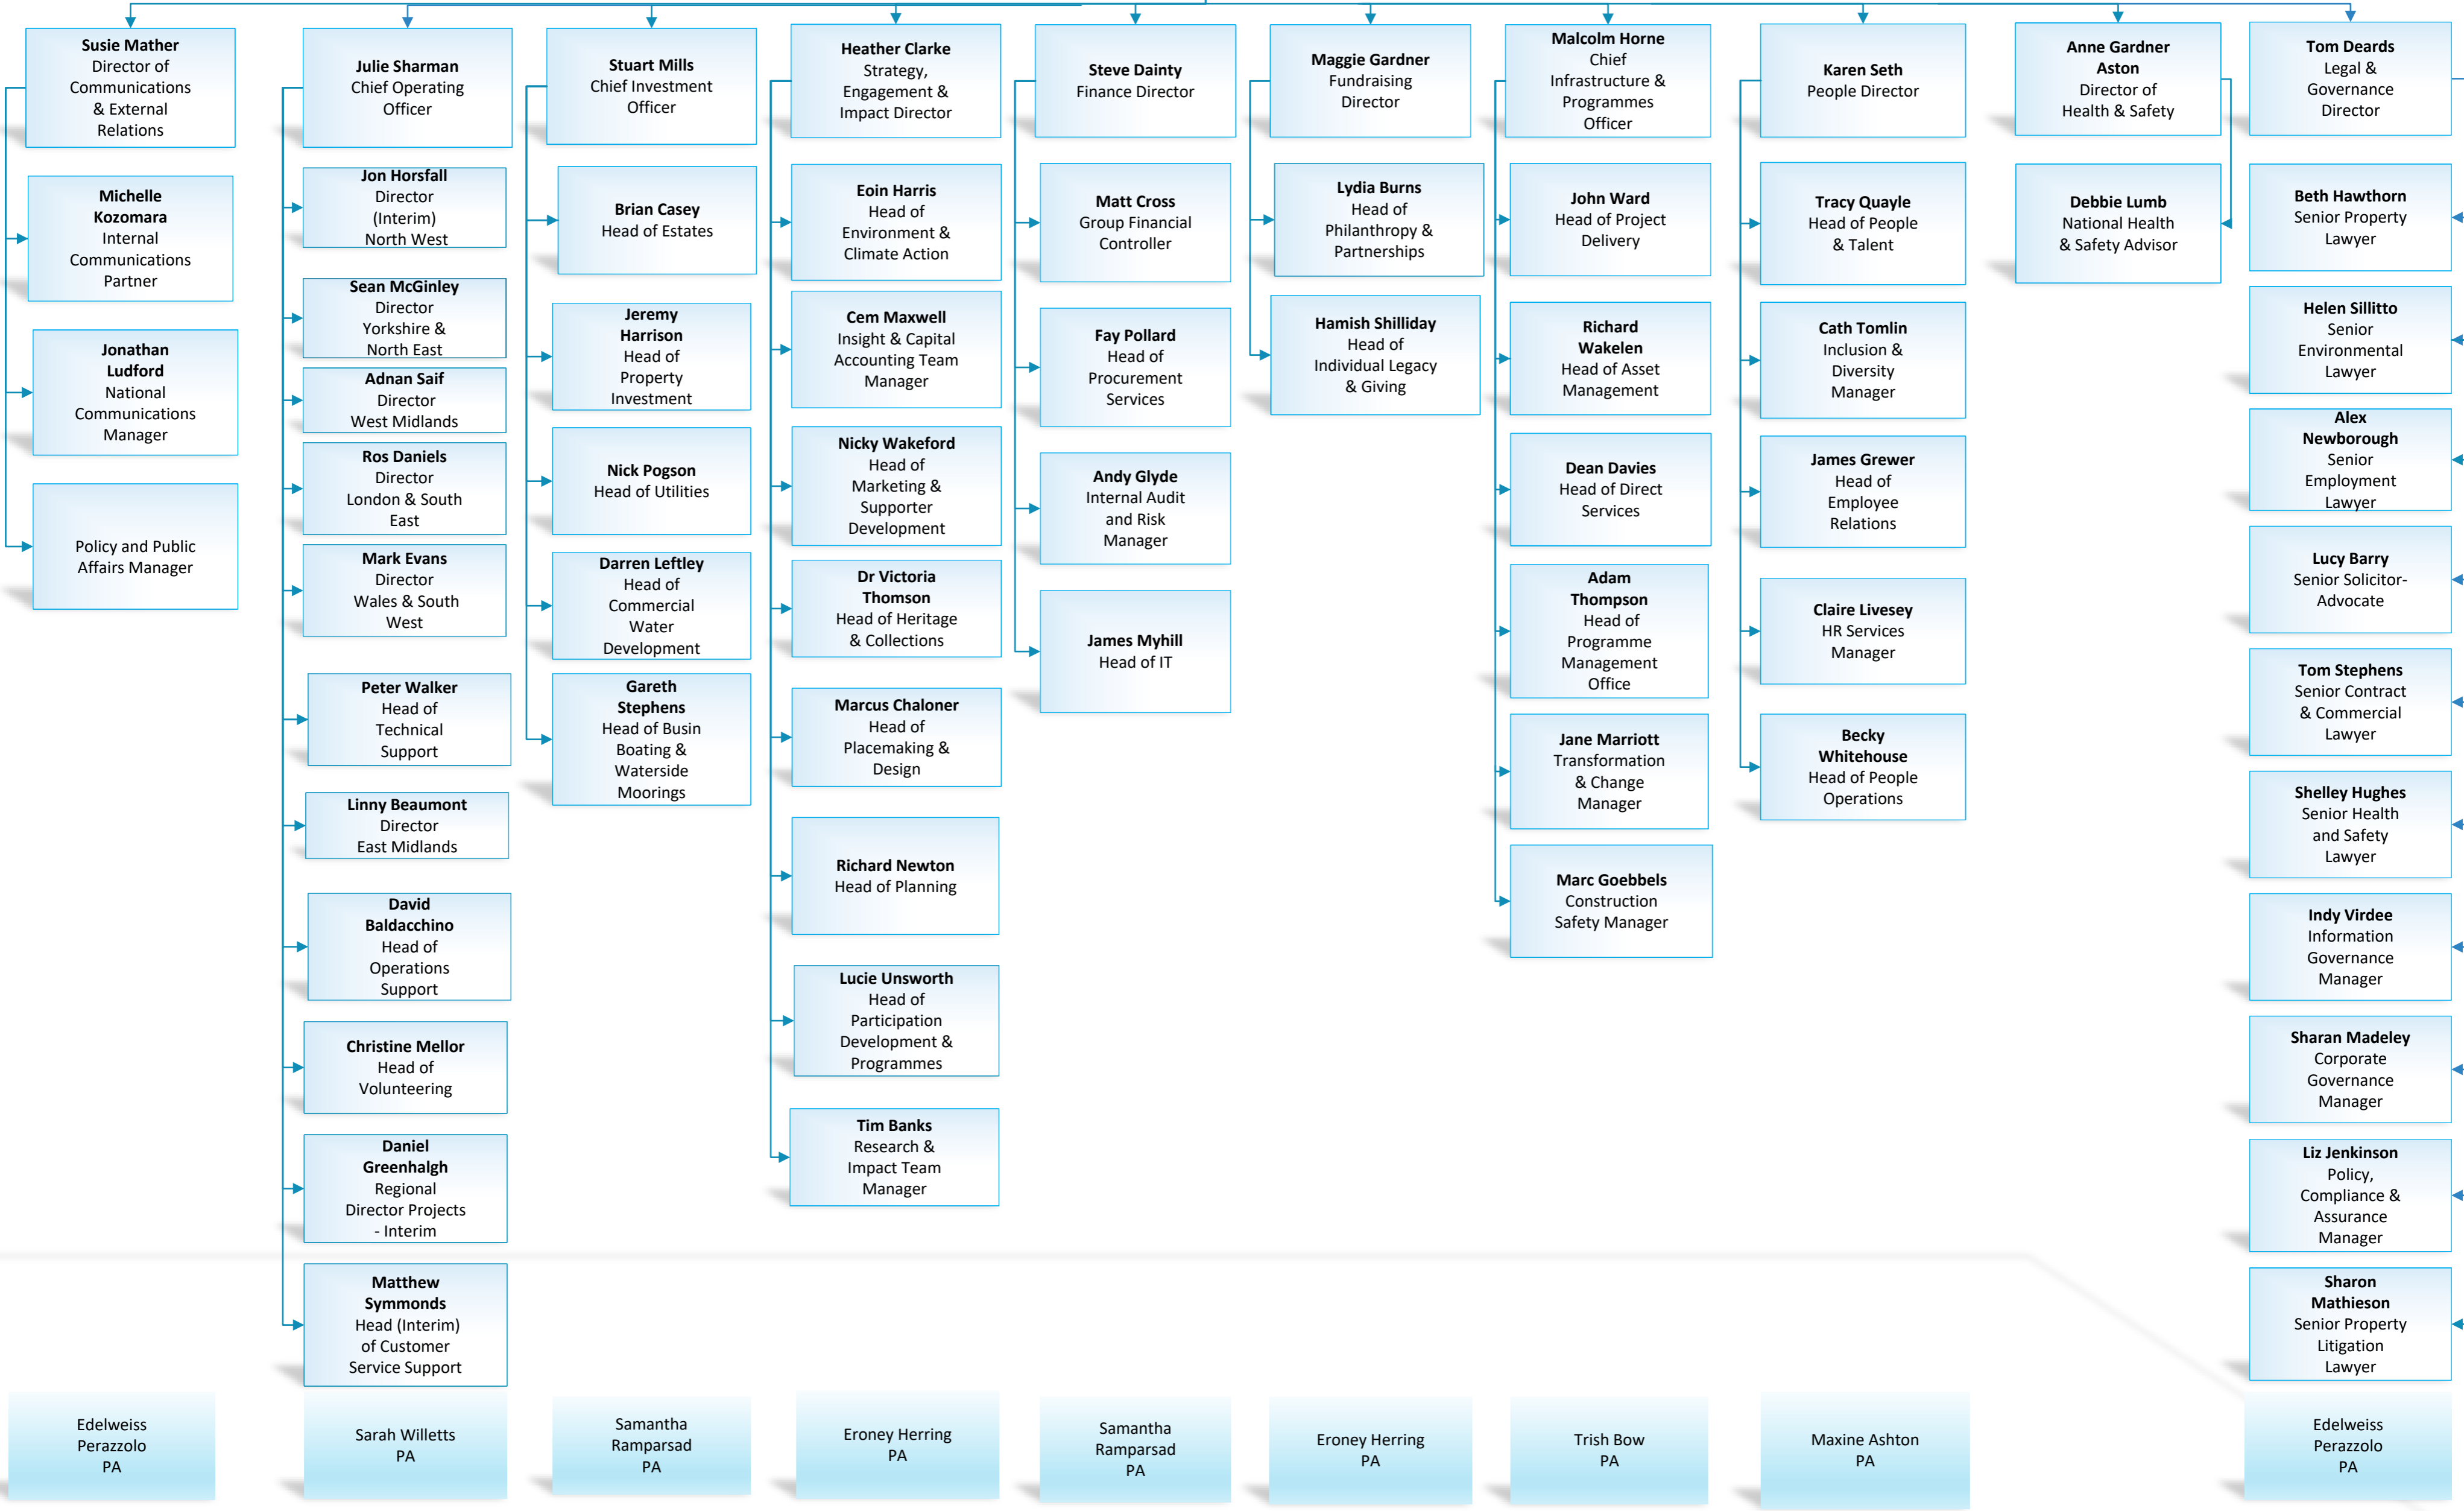 Susie Mather
Director of
Communications
& External
Relations
Michelle
Kozomara
Internal
Communications
Partner
Jonathan
Ludford
National
Communications
Manager
Policy and Public
Affairs Manager
Edelweiss
Perazzolo
PA
Julie Sharman
Chief Operating
Officer
Jon Horsfall
Director
(Interim)
North West
Sean McGinley
Director
Yorkshire &
North East
Adnan Saif
Director
West Midlands
Ros Daniels
Director
London & South
East
Mark Evans
Director
Wales & South
West
Peter Walker
Head of
Technical
Support
Linny Beaumont
Director
East Midlands
David
Baldacchino
Head of
Operations
Support
Christine Mellor
Head of
Volunteering
Daniel
Greenhalgh
Regional
Director Projects
- Interim
Matthew
Symmonds
Head (Interim)
of Customer
Service Support
Sarah Willetts
PA
Stuart Mills
Chief Investment
Officer
Brian Casey
Head of Estates
Jeremy
Harrison
Head of
Property
Investment
Nick Pogson
Head of Utilities
Darren Leftley
Head of
Commercial
Water
Development
Gareth
Stephens
Head of Busin
Boating &
Waterside
Moorings
Samantha
Ramparsad
PA
Heather Clarke
Strategy,
Engagement &
Impact Director
Eoin Harris
Head of
Environment &
Climate Action
Cem Maxwell
Insight & Capital
Accounting Team
Manager
Nicky Wakeford
Head of
Marketing &
Supporter
Development
Dr Victoria
Thomson
Head of Heritage
& Collections
Marcus Chaloner
Head of
Placemaking &
Design
Richard Newton
Head of Planning
Lucie Unsworth
Head of
Participation
Development &
Programmes
Tim Banks
Research &
Impact Team
Manager
Eroney Herring
PA
Steve Dainty
Finance Director
Matt Cross
Group Financial
Controller
Fay Pollard
Head of
Procurement
Services
Andy Glyde
Internal Audit
and Risk
Manager
James Myhill
Head of IT
Samantha
Ramparsad
PA
Maggie Gardner
Fundraising
Director
Lydia Burns
Head of
Philanthropy &
Partnerships
Hamish Shilliday
Head of
Individual Legacy
& Giving
Eroney Herring
PA
Malcolm Horne
Chief
Infrastructure &
Programmes
Officer
John Ward
Head of Project
Delivery
Richard
Wakelen
Head of Asset
Management
Dean Davies
Head of Direct
Services
Adam
Thompson
Head of
Programme
Management
Office
Jane Marriott
Transformation
& Change
Manager
Marc Goebbels
Construction
Safety Manager
Trish Bow
PA
Karen Seth
People Director
Tracy Quayle
Head of People
& Talent
Cath Tomlin
Inclusion &
Diversity
Manager
James Grewer
Head of
Employee
Relations
Claire Livesey
HR Services
Manager
Becky
Whitehouse
Head of People
Operations
Maxine Ashton
PA
Anne Gardner
Aston
Director of
Health & Safety
Debbie Lumb
National Health
& Safety Advisor
Tom Deards
Legal &
Governance
Director
Beth Hawthorn
Senior Property
Lawyer
Helen Sillitto
Senior
Environmental
Lawyer
Alex
Newborough
Senior
Employment
Lawyer
Lucy Barry
Senior Solicitor-
Advocate
Tom Stephens
Senior Contract
& Commercial
Lawyer
Shelley Hughes
Senior Health
and Safety
Lawyer
Indy Virdee
Information
Governance
Manager
Sharan Madeley
Corporate
Governance
Manager
Liz Jenkinson
Policy,
Compliance &
Assurance
Manager
Sharon
Mathieson
Senior Property
Litigation
Lawyer
Edelweiss
Perazzolo
PA